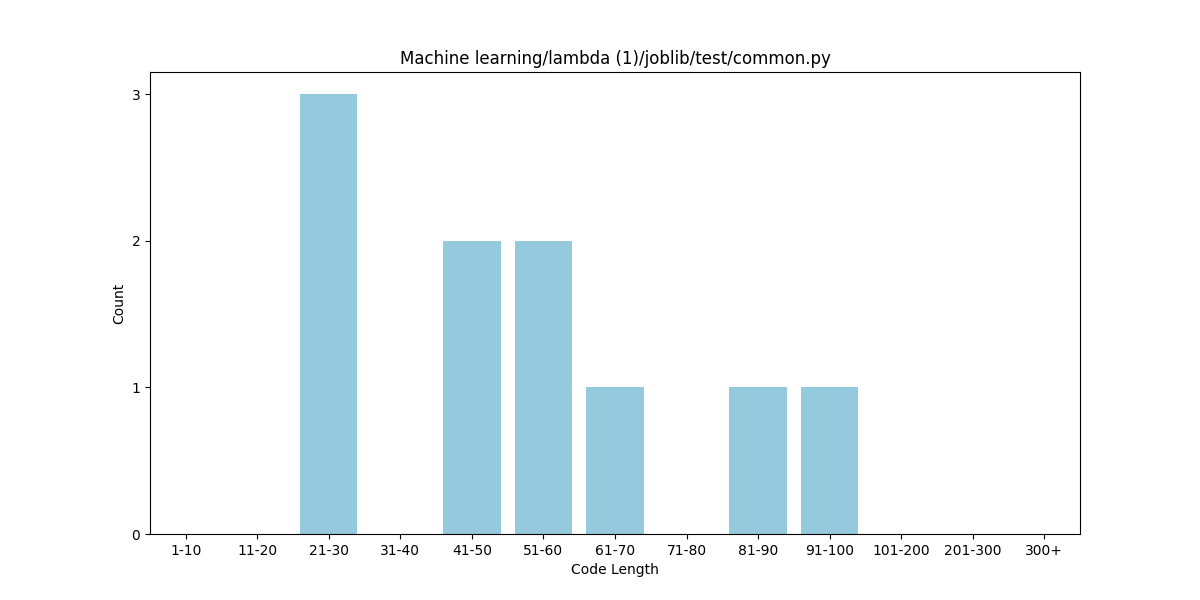 Machine learning/lambda (1)/joblib/test/common.py
3
2
1
0
Count
1-10 11-20 21-30 31-40 41-50 51-60 61-70 71-80 81-90 91-100 101-200 201-300 300+
Code Length